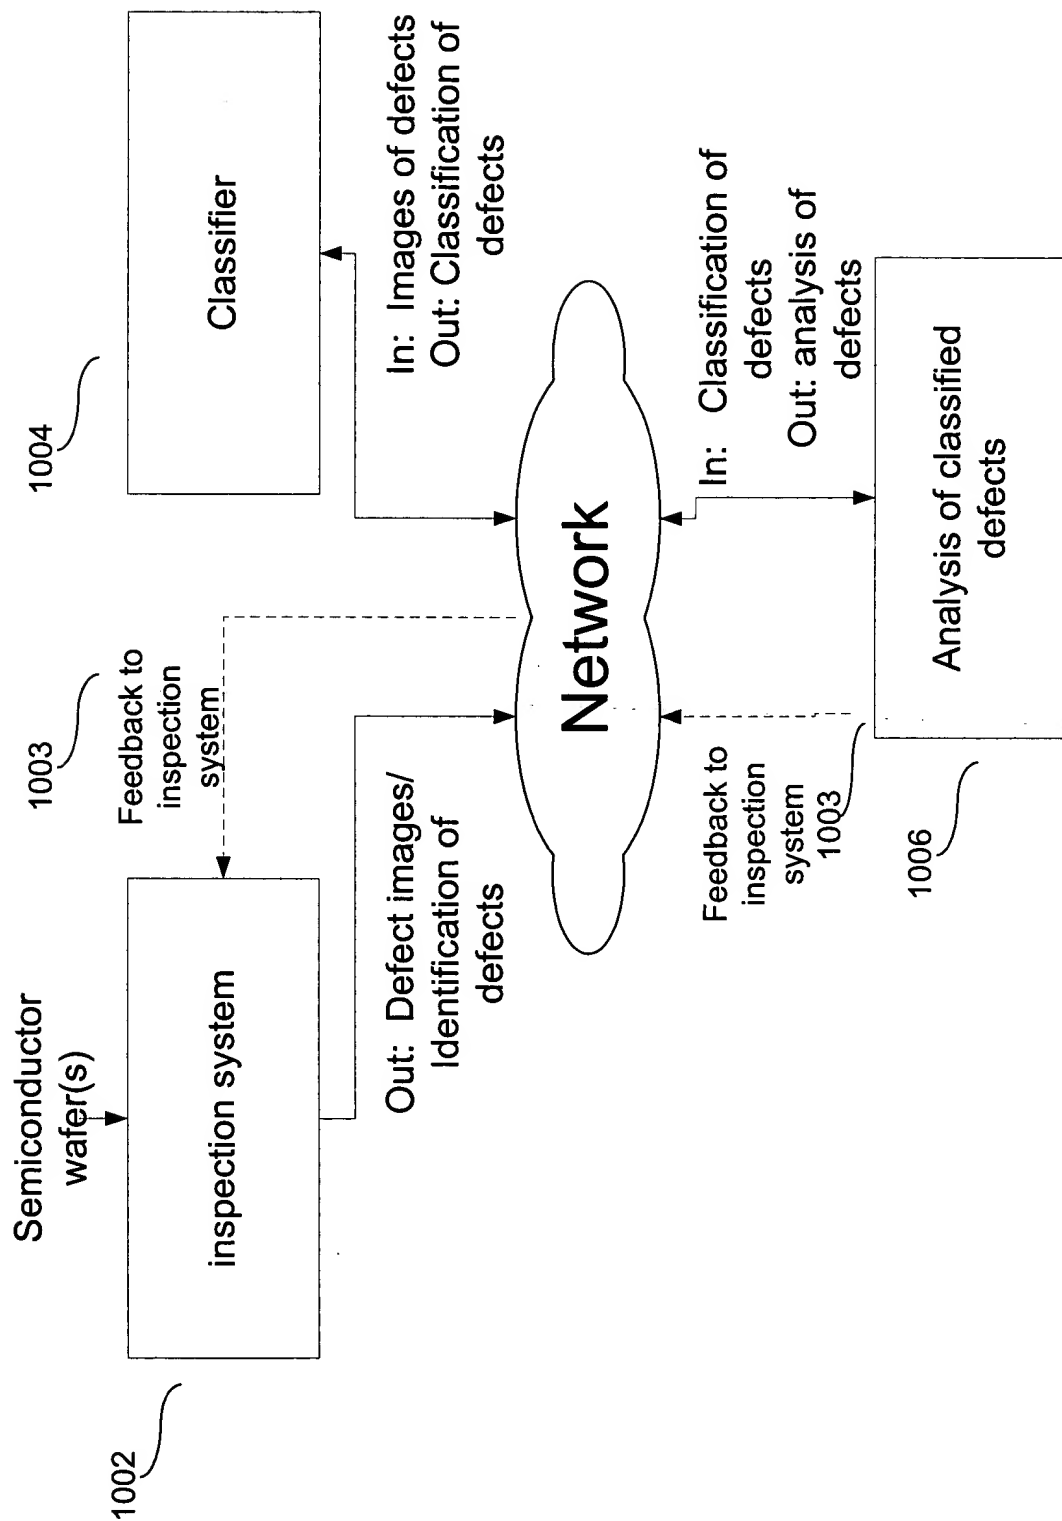 Semiconductor
wafer(s)
1002
inspection system
1003
Feedback to
inspection
system
1004
Classifier
Out: Defect images/
Identification of
defects
In: Images of defects
Out: Classification of
defects
Network
Feedback to
inspection
system
1003
In: Classification of
defects
Out: analysis of
defects
1006
Analysis of classified
defects